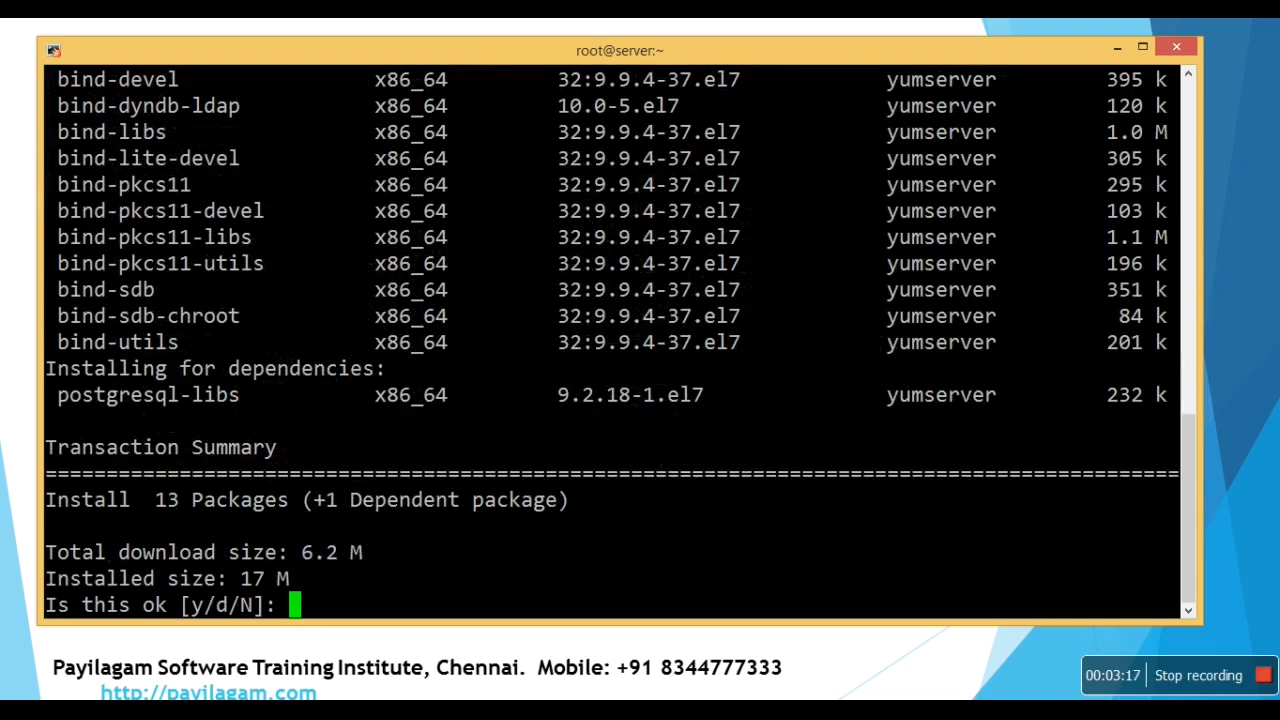 root@server:~
bind-devel x86_64 32:9.9.4-37.el7 yumserver 395 k
bind-dyndb-ldap x86_64 10.0-5.el7 yumserver 120 k
bind-libs x86_64 32:9.9.4-37.el7 yumserver 1.0 M
bind-lite-devel x86_64 32:9.9.4-37.el7 yumserver 305 k
bind-pkcs11 x86_64 32:9.9.4-37.el7 yumserver 295 k
bind-pkcs11-devel x86_64 32:9.9.4-37.el7 yumserver 103 k
bind-pkcs11-libs x86_64 32:9.9.4-37.el7 yumserver 1.1 M
bind-pkcs11-utils x86_64 32:9.9.4-37.el7 yumserver 196 k
bind-sdb x86_64 32:9.9.4-37.el7 yumserver 351 k
bind-sdb-chroot x86_64 32:9.9.4-37.el7 yumserver 84 k
bind-utils x86_64 32:9.9.4-37.el7 yumserver 201 k
Installing for dependencies:
postgresql-libs x86_64 9.2.18-1.el7 yumserver 232 k
Transaction Summary
================================================================================
Install 13 Packages (+1 Dependent package)
Total download size: 6.2 M
Installed size: 17 M
Is this ok [y/d/N]:
Payilagam Software Training Institute, Chennai. Mobile: +91 8344777333
http://payilagam.com
00:03:17 Stop recording